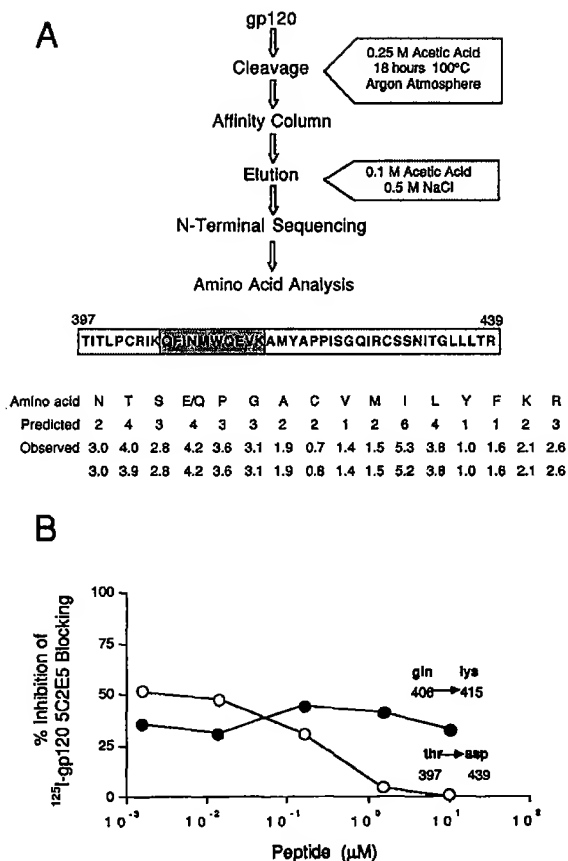 A
gp120
Cleavage
0.25 M Acetic Acid
18 hours 100°C
Argon Atmosphere
Affinity Column
Elution
0.1 M Acetic Acid
0.5 M NaCl
N-Terminal Sequencing
Amino Acid Analysis
397 439
TITLPCRIKQFINMWQEVKAMYAPPISGQIRCSSNITGLLLTR
Amino acid N T S E/Q P G A C V M I L Y F K R
Predicted 2 4 3 4 3 3 2 2 1 2 6 4 1 1 2 3
Observed 3.0 4.0 2.8 4.2 3.6 3.1 1.9 0.7 1.4 1.5 5.3 3.8 1.0 1.6 2.1 2.6
3.0 3.9 2.8 4.2 3.6 3.1 1.9 0.8 1.4 1.5 5.2 3.8 1.0 1.6 2.1 2.6
B
% Inhibition of
¹²⁵I-gp120 5C2E5 Blocking
100
75
50
25
0
gln lys
406 → 415
thr → asp
397 439
10⁻³ 10⁻² 10⁻¹ 10⁰ 10¹ 10²
Peptide (µM)